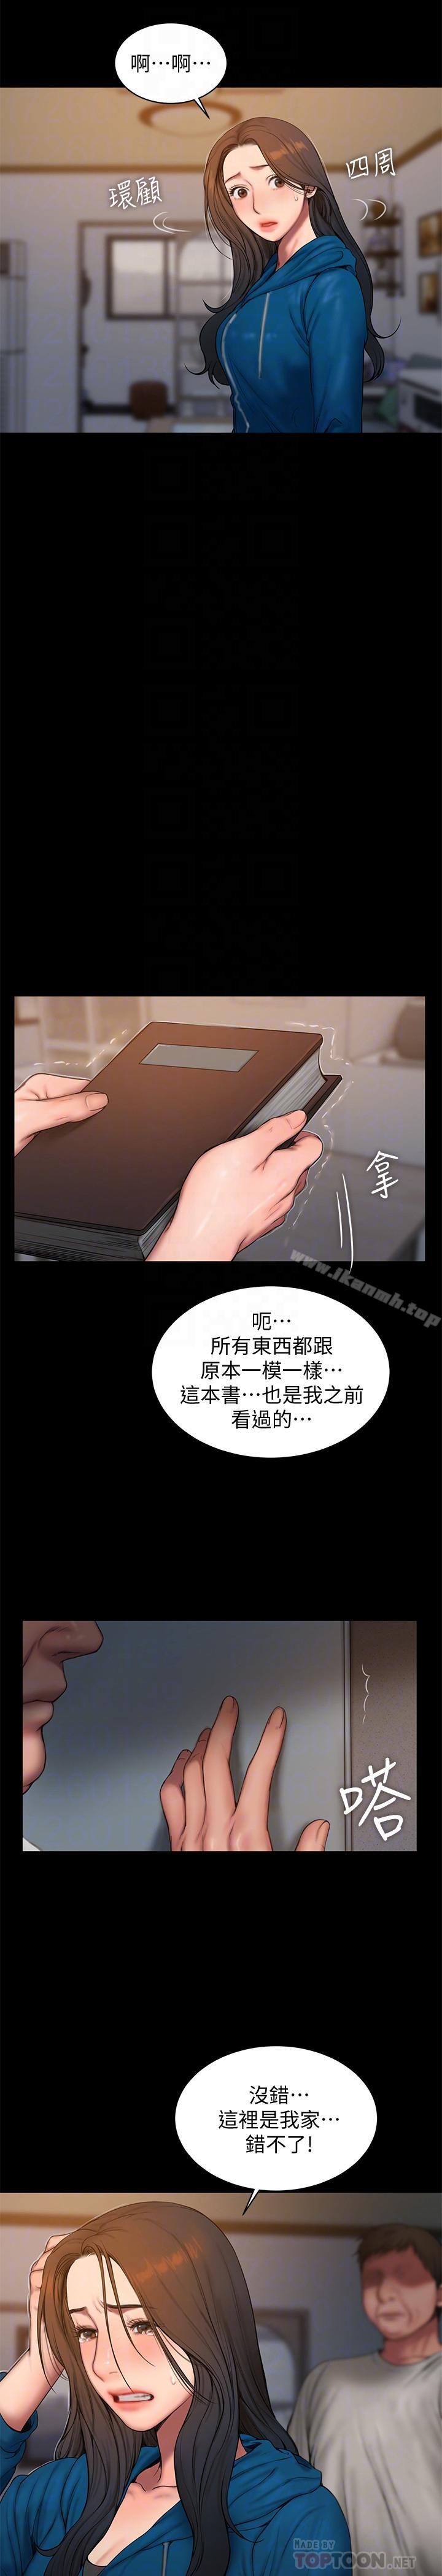 啊⋯啊⋯
環顧
四周
拿
www.ikanmh.top
呃⋯
所有東西都跟
原本一模一樣⋯
這本書⋯也是我之前
看過的⋯
嗒
沒錯⋯
這裡是我家⋯
錯不了!
MADE BY
TOPTOON.NET